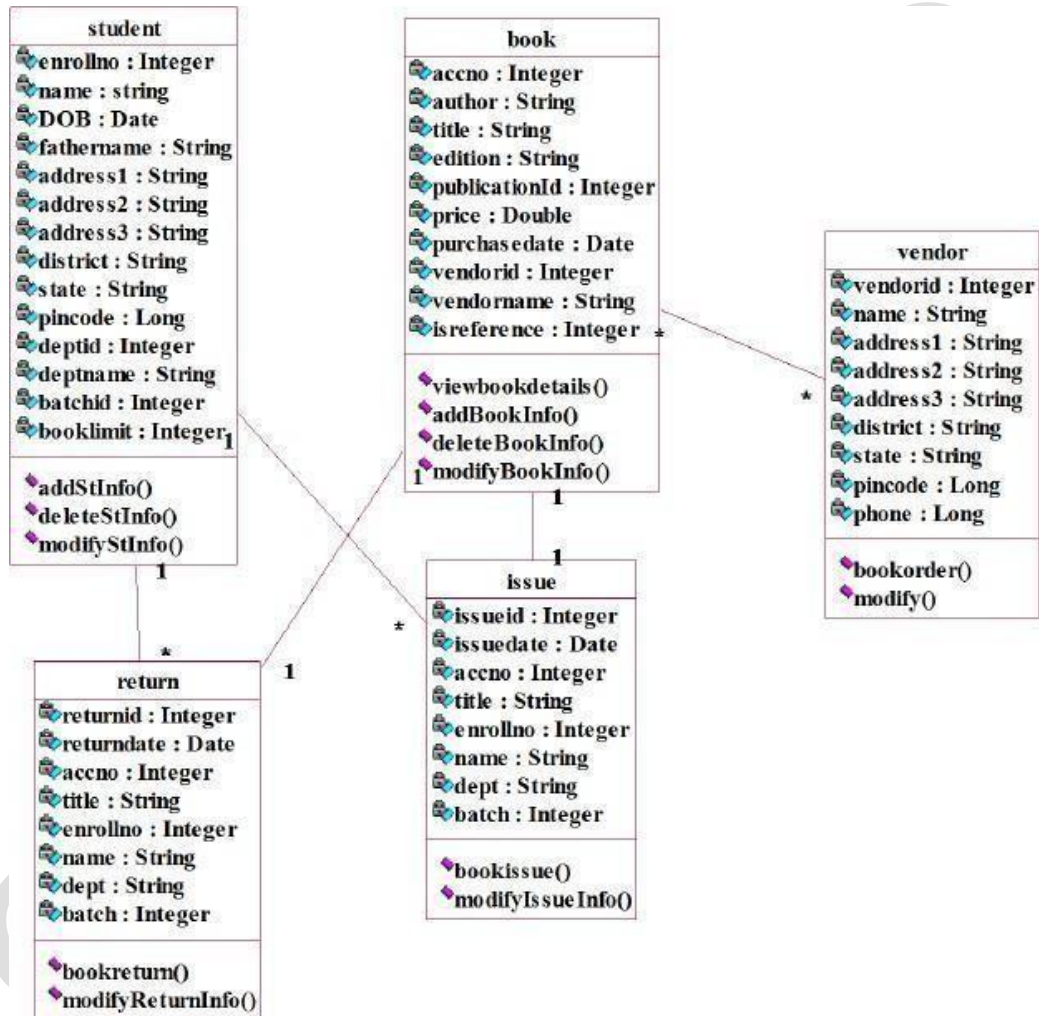 student
enrollno : Integer
name : string
DOB : Date
fathername : String
address1 : String
address2 : String
address3 : String
district : String
state : String
pincode : Long
deptid : Integer
deptname : String
batchid : Integer
booklimit : Integer
1
addStInfo()
deleteStInfo()
modifyStInfo()
1
*
book
accno : Integer
author : String
title : String
edition : String
publicationId : Integer
price : Double
purchasedate : Date
vendorid : Integer
vendorname : String
isreference : Integer
*
viewbookdetails()
addBookInfo()
deleteBookInfo()
modifyBookInfo()
1
1
1
*
vendor
vendorid : Integer
name : String
address1 : String
address2 : String
address3 : String
district : String
state : String
pincode : Long
phone : Long
bookorder()
modify()
return
returnid : Integer
returndate : Date
accno : Integer
title : String
enrollno : Integer
name : String
dept : String
batch : Integer
bookreturn()
modifyReturnInfo()
1
*
issue
issueid : Integer
issuedate : Date
accno : Integer
title : String
enrollno : Integer
name : String
dept : String
batch : Integer
bookissue()
modifyIssueInfo()